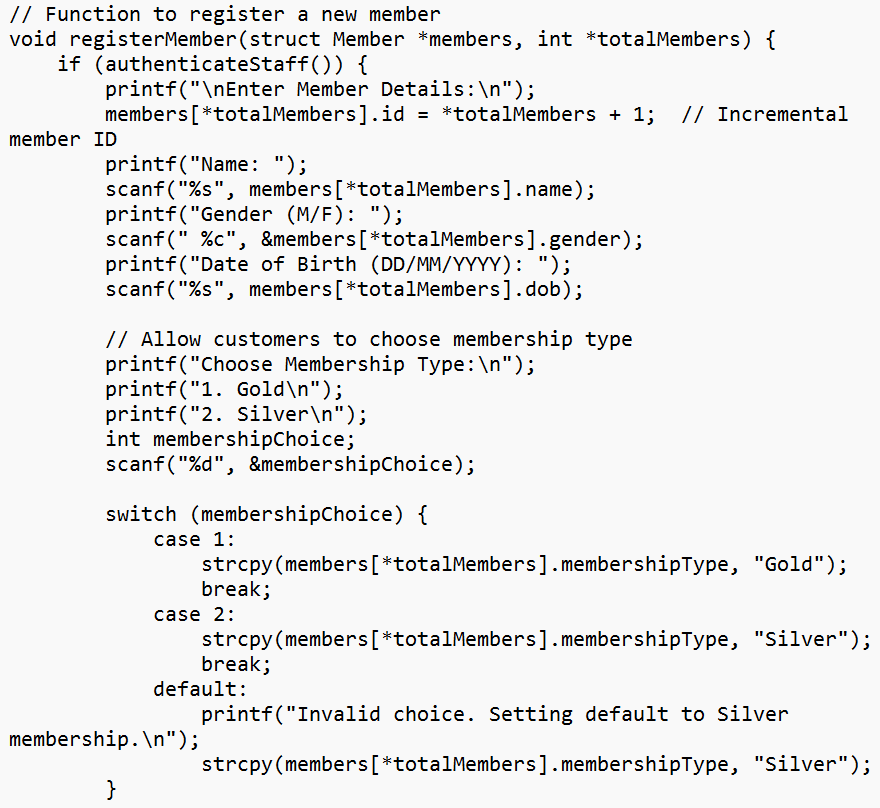 // Function to register a new member
void registerMember(struct Member *members, int *totalMembers) {
    if (authenticateStaff()) {
        printf("\nEnter Member Details:\n");
        members[*totalMembers].id = *totalMembers + 1;  // Incremental
member ID
        printf("Name: ");
        scanf("%s", members[*totalMembers].name);
        printf("Gender (M/F): ");
        scanf(" %c", &members[*totalMembers].gender);
        printf("Date of Birth (DD/MM/YYYY): ");
        scanf("%s", members[*totalMembers].dob);

        // Allow customers to choose membership type
        printf("Choose Membership Type:\n");
        printf("1. Gold\n");
        printf("2. Silver\n");
        int membershipChoice;
        scanf("%d", &membershipChoice);

        switch (membershipChoice) {
            case 1:
                strcpy(members[*totalMembers].membershipType, "Gold");
                break;
            case 2:
                strcpy(members[*totalMembers].membershipType, "Silver");
                break;
            default:
                printf("Invalid choice. Setting default to Silver
membership.\n");
                strcpy(members[*totalMembers].membershipType, "Silver");
        }